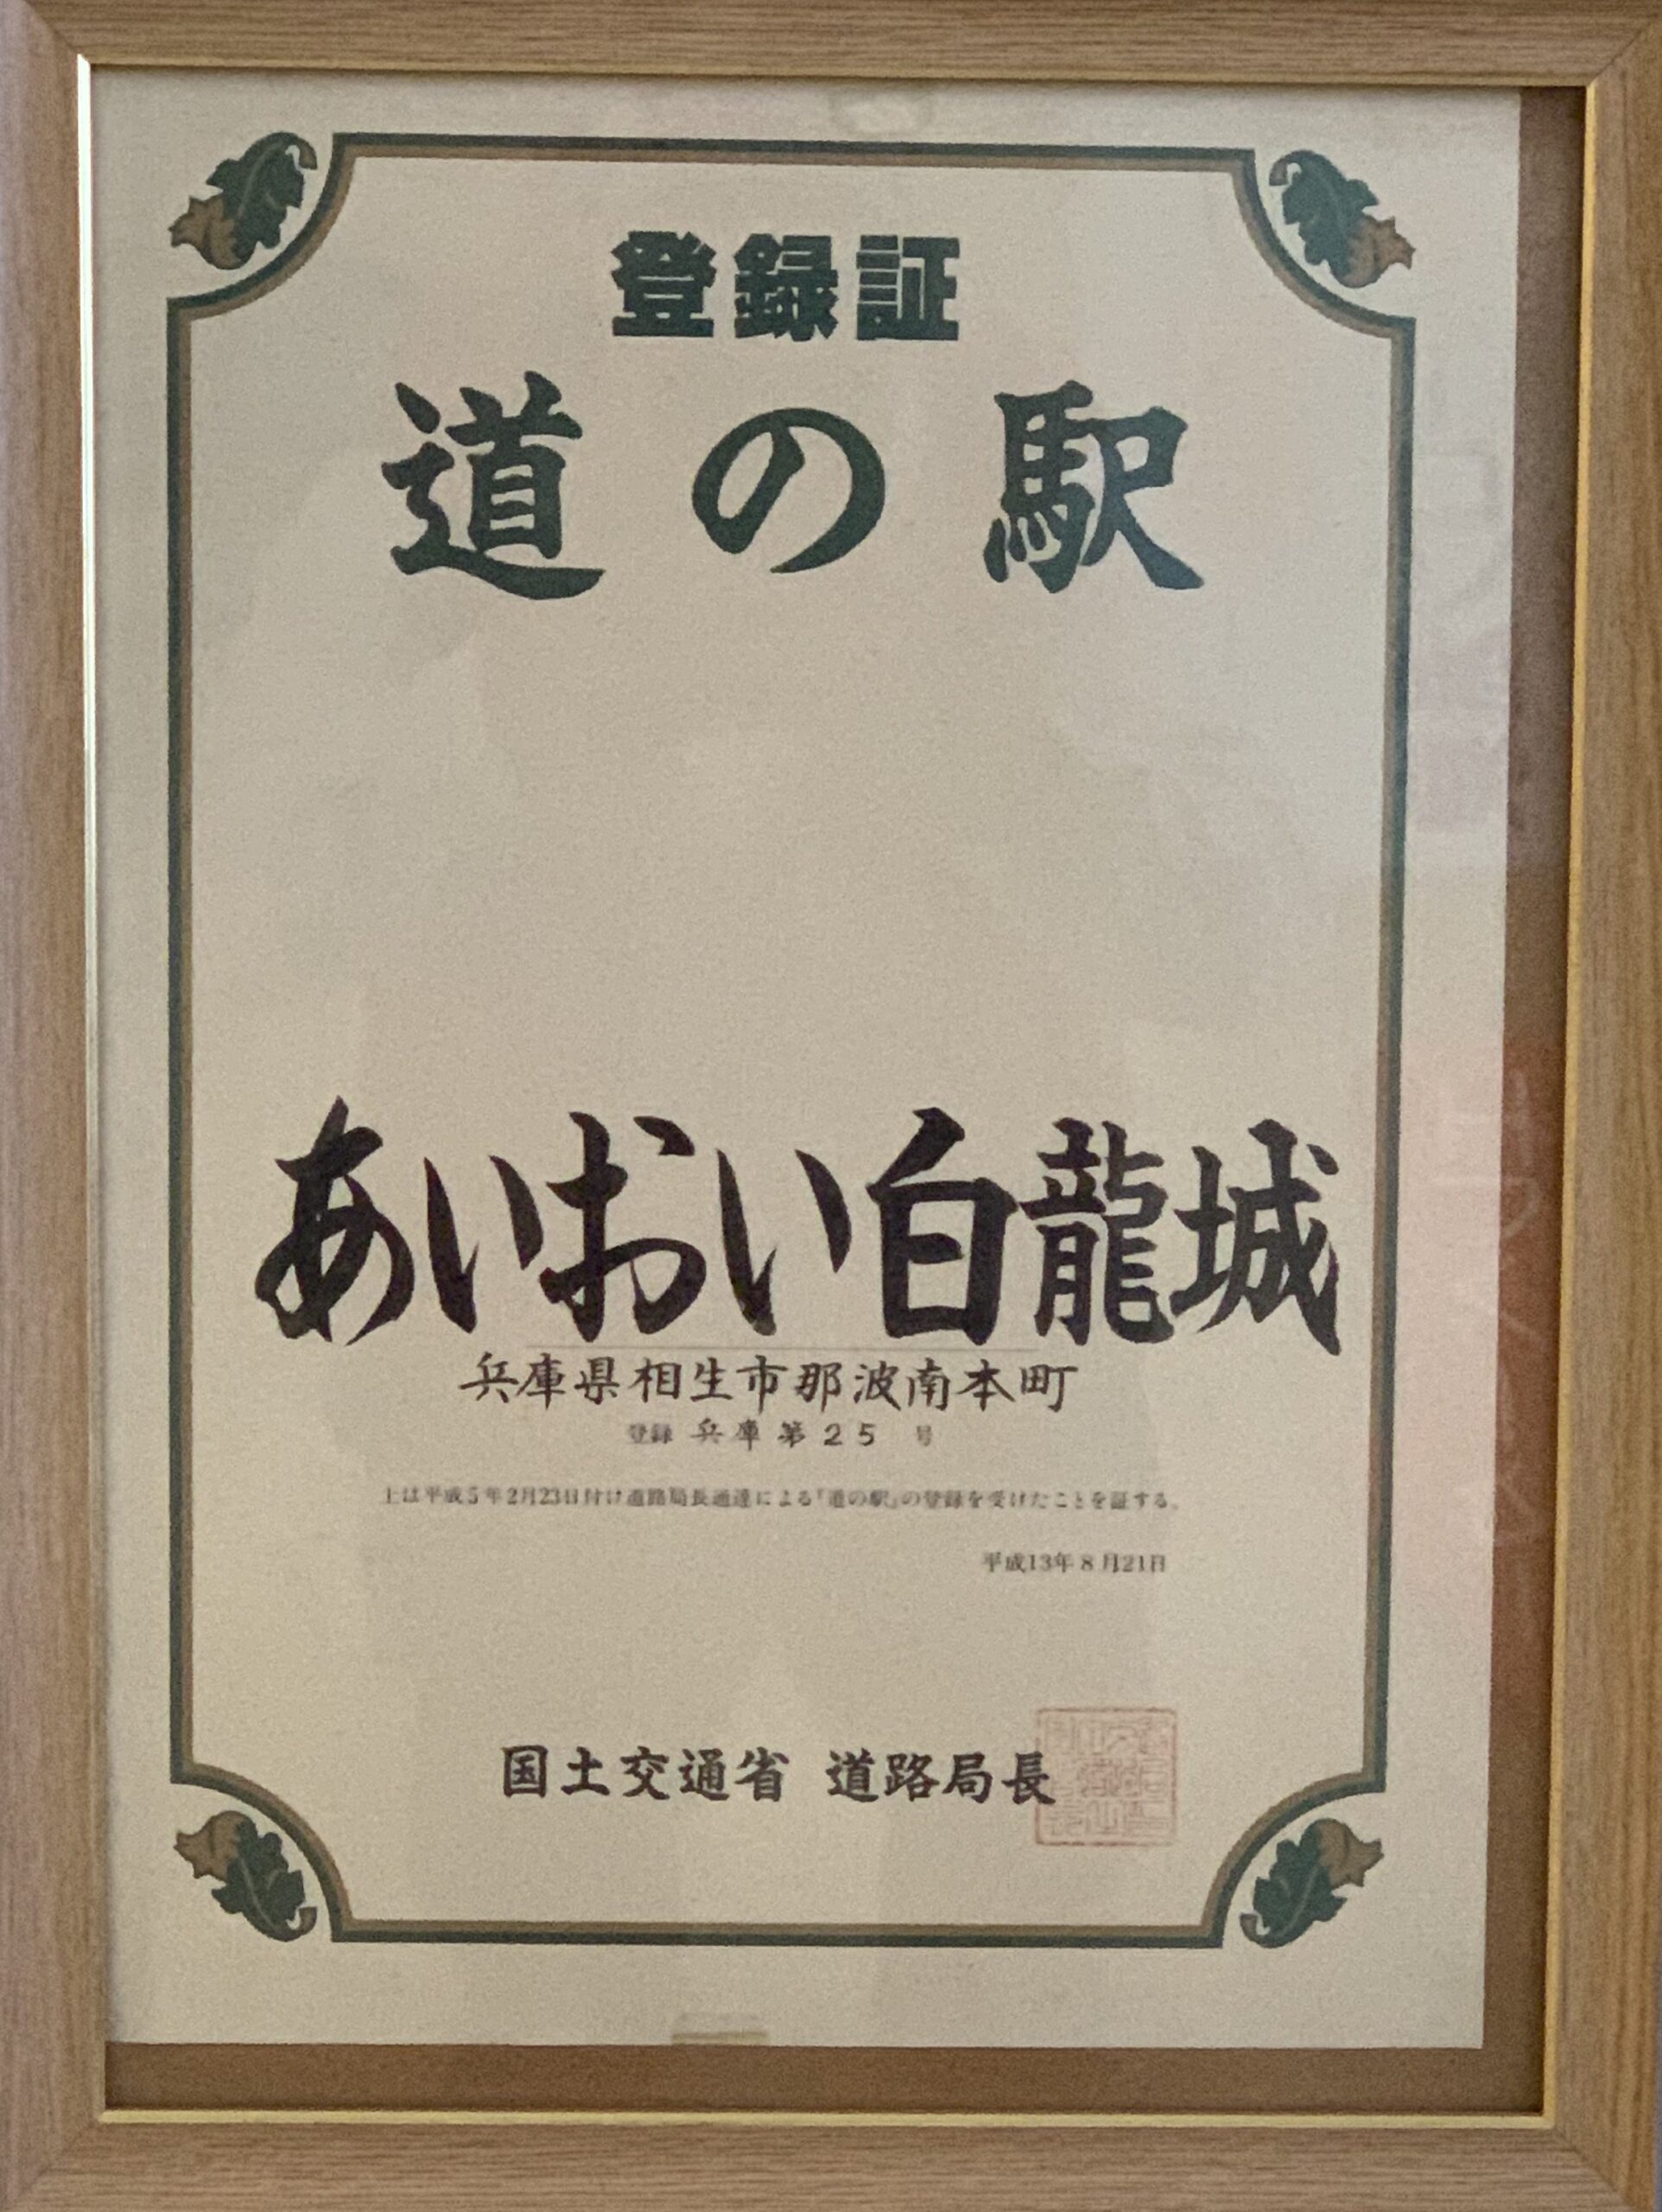 登録証
道の駅
あいおい白龍城
兵庫県相生市那波南本町
登録 兵庫第25 号
上は平成5年2月23日付け道路局長通達による「道の駅」の登録を受けたことを証する。
平成13年8月21日
国土交通省 道路局長